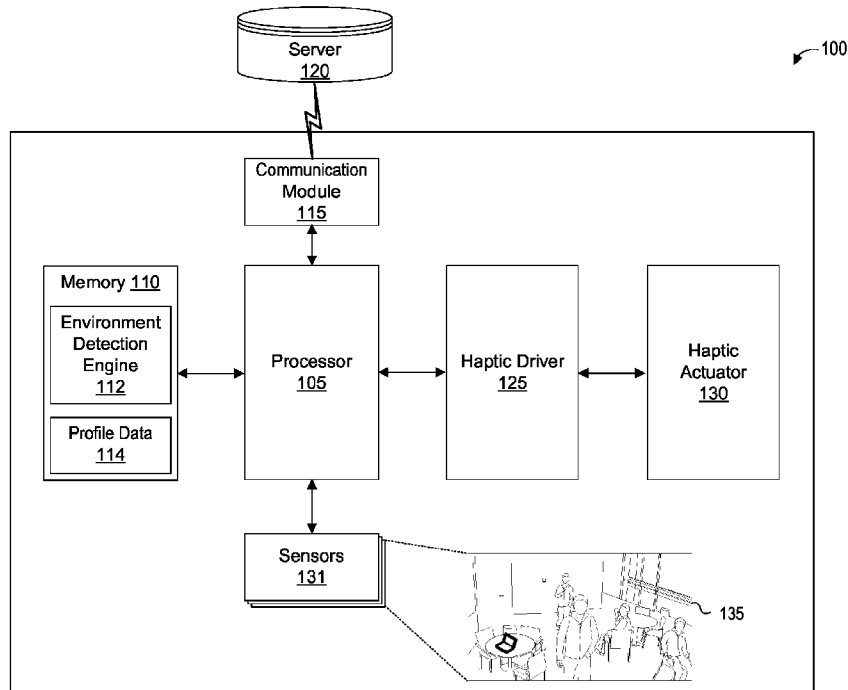 Server
120
100
Communication
Module
115
Memory 110
Environment
Detection
Engine
112
Profile Data
114
Processor
105
Haptic Driver
125
Haptic
Actuator
130
Sensors
131
135